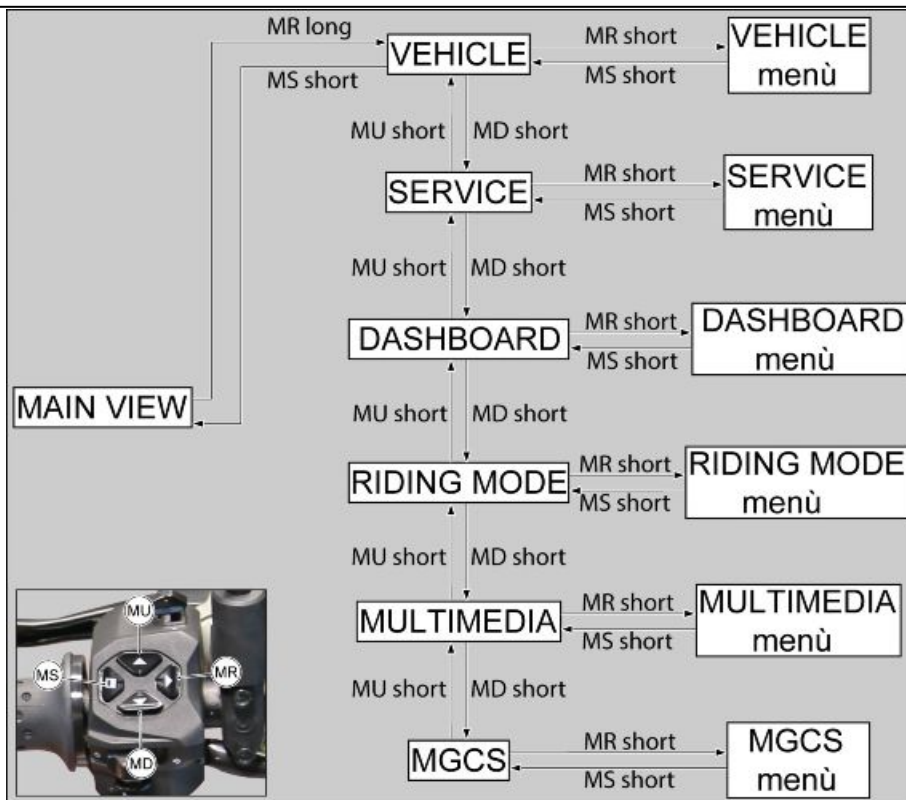 MR long
MS short
VEHICLE
MR short
MS short
VEHICLE
menù
MU short
MD short
SERVICE
MR short
MS short
SERVICE
menù
MU short
MD short
DASHBOARD
MR short
MS short
DASHBOARD
menù
MAIN VIEW
MU short
MD short
RIDING MODE
MR short
MS short
RIDING MODE
menù
MU short
MD short
MULTIMEDIA
MR short
MS short
MULTIMEDIA
menù
MU short
MD short
MGCS
MR short
MS short
MGCS
menù
MU
MS
MR
MD